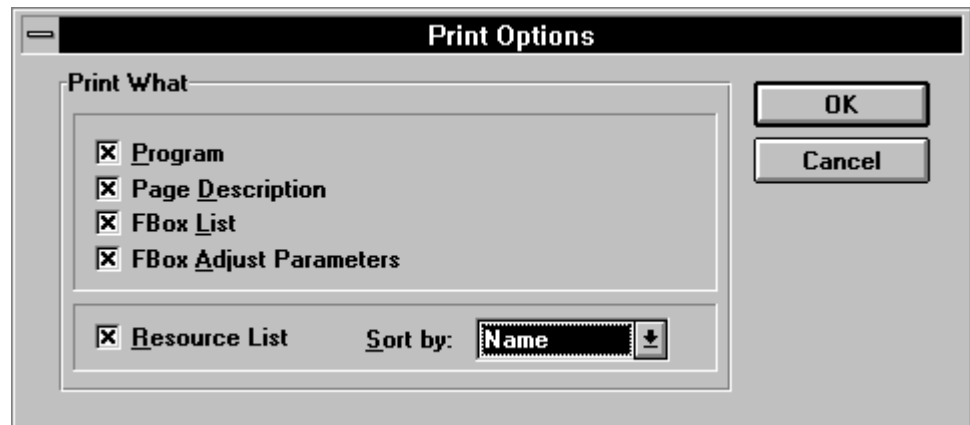 Print Options
Print What
OK
Cancel
Program
Page Description
FBox List
FBox Adjust Parameters
Resource List
Sort by:
Name